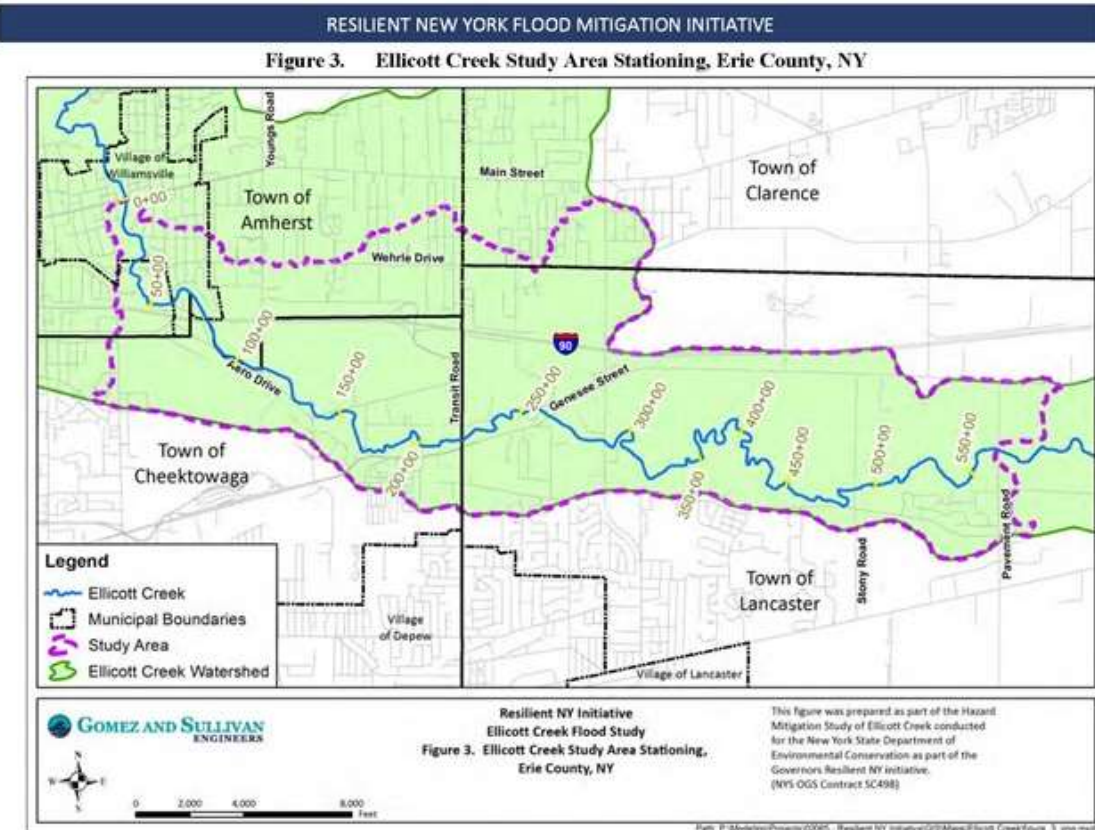 RESILIENT NEW YORK FLOOD MITIGATION INITIATIVE
Figure 3. Ellicott Creek Study Area Stationing, Erie County, NY
Youngs Road
Village of
Williamsville
Main Street
Town of
Clarence
0+00
Town of
Amherst
Wehrle Drive
50+00
100+00
90
Aero Drive
150+00
Transit Road
250+00
Genesee Street
300+00
400+00
Town of
Cheektowaga
200+00
350+00
450+00
500+00
550+00
Pavement Road
Stony Road
Town of
Lancaster
Legend
Ellicott Creek
Municipal Boundaries
Study Area
Ellicott Creek Watershed
Village
of Depew
Village of Lancaster
GOMEZ AND SULLIVAN
ENGINEERS
N
W E
S
0 2,000 4,000 8,000
Feet
Resilient NY Initiative
Ellicott Creek Flood Study
Figure 3. Ellicott Creek Study Area Stationing,
Erie County, NY
This figure was prepared as part of the Hazard
Mitigation Study of Ellicott Creek conducted
for the New York State Department of
Environmental Conservation as part of the
Governors Resilient NY initiative.
(NYS OGS Contract SC498)